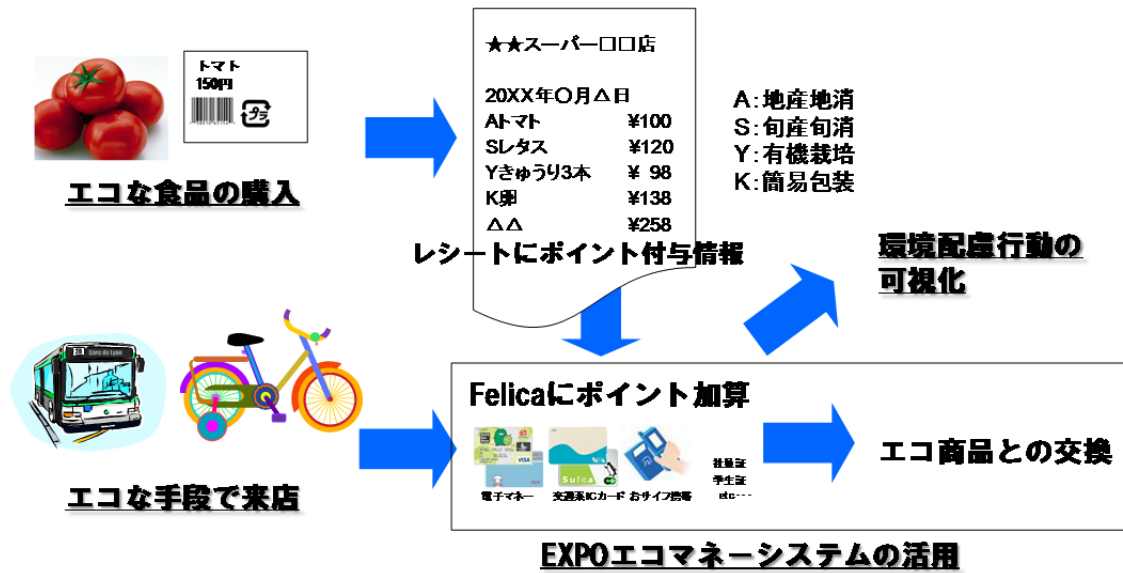 トマト
150円
プラ
エコな食品の購入
★★スーパー□□店
20XX年○月△日
Aトマト ¥100
Sレタス ¥120
Yきゅうり3本 ¥ 98
K卵 ¥138
△△ ¥258
レシートにポイント付与情報
A:地産地消
S:旬産旬消
Y:有機栽培
K:簡易包装
環境配慮行動の
可視化
エコな手段で来店
Felicaにポイント加算
VISA
Suica
電子マネー 交通系ICカード おサイフ携帯
社員証
学生証
etc---
エコ商品との交換
EXPOエコマネーシステムの活用